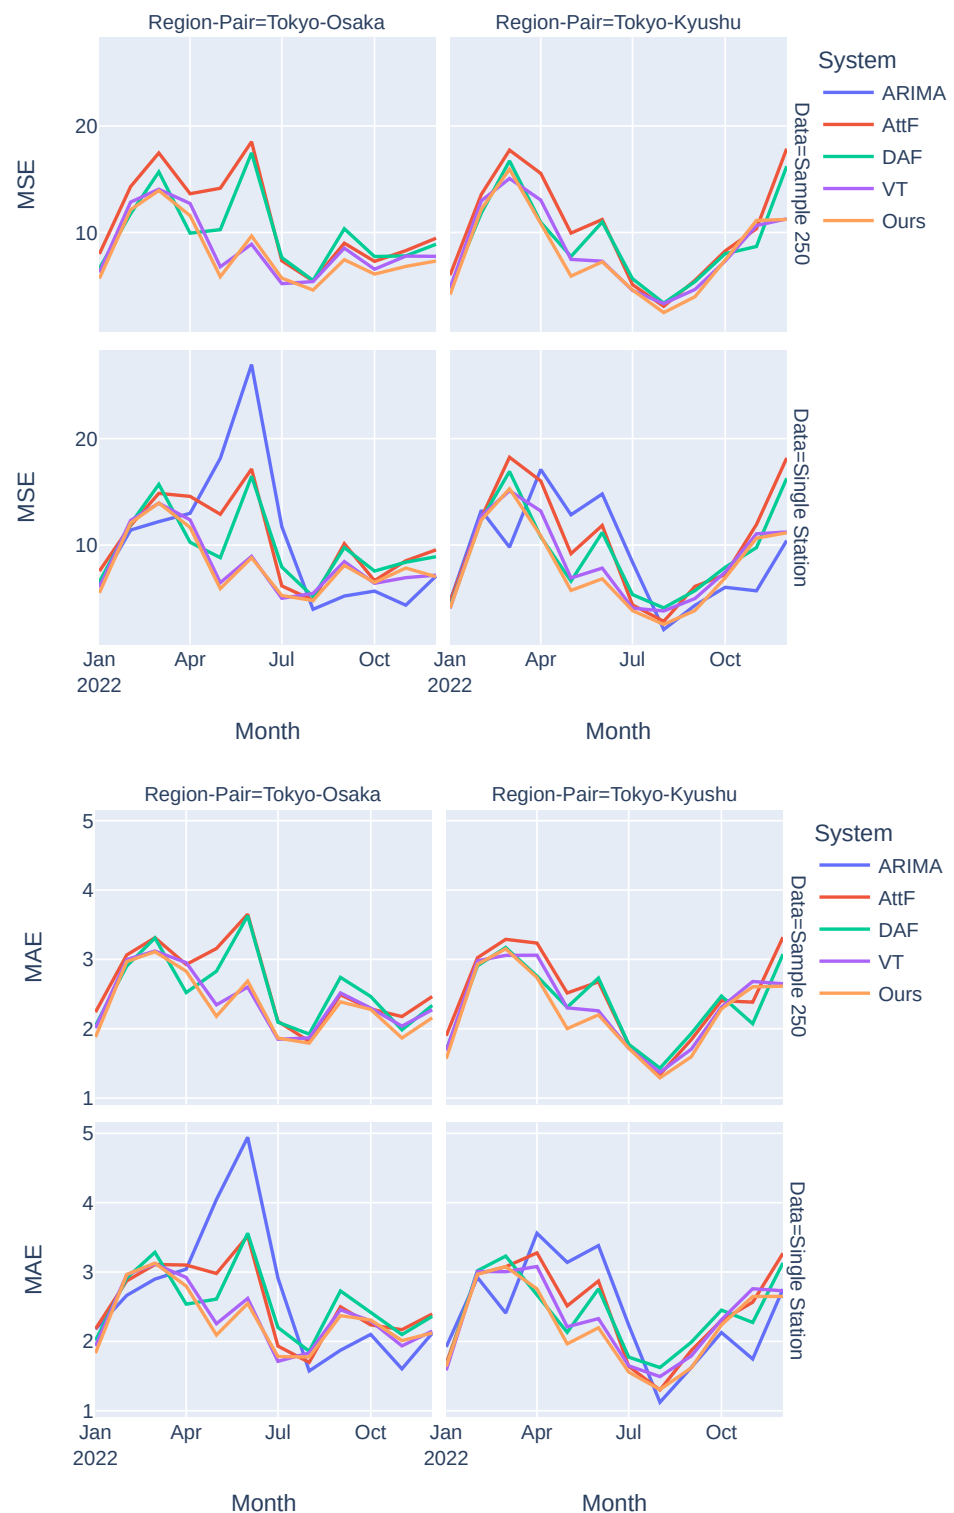 Region-Pair=Tokyo-Osaka
Region-Pair=Tokyo-Kyushu
System
ARIMA
AttF
DAF
VT
Ours
MSE
20
10
Data=Sample 250
MSE
20
10
Data=Single Station
Jan Apr Jul Oct Jan Apr Jul Oct
2022 2022
Month Month
Region-Pair=Tokyo-Osaka
Region-Pair=Tokyo-Kyushu
System
ARIMA
AttF
DAF
VT
Ours
MAE
5
4
3
2
1
Data=Sample 250
MAE
5
4
3
2
1
Data=Single Station
Jan Apr Jul Oct Jan Apr Jul Oct
2022 2022
Month Month